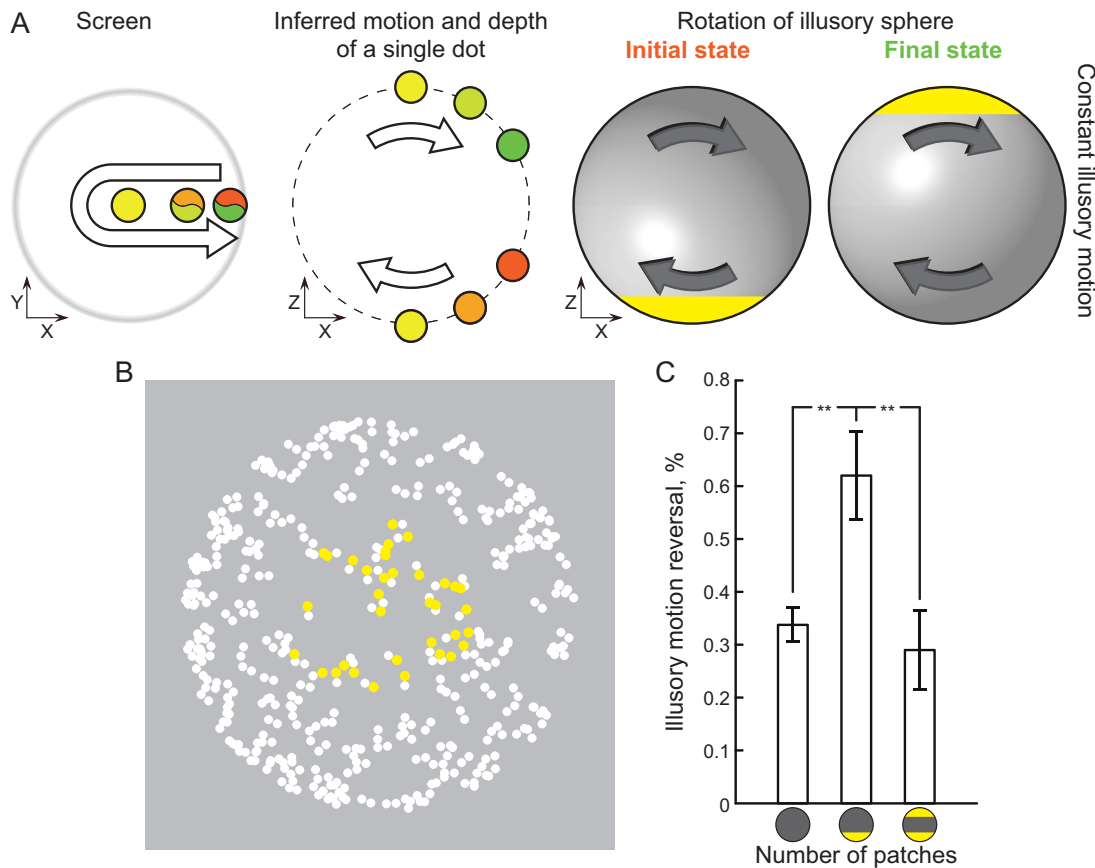 A
Screen
Inferred motion and depth
of a single dot
Rotation of illusory sphere
Initial state
Final state
Constant illusory motion
Y
X
Z
X
Z
X
B
C
0.8
0.7
0.6
0.5
0.4
0.3
0.2
0.1
0
Illusory motion reversal, %
**
**
Number of patches